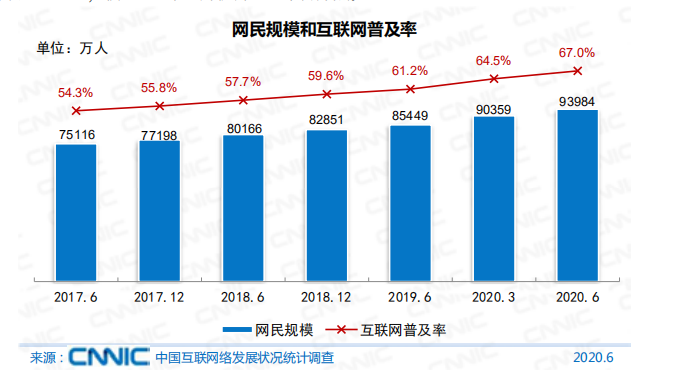 网民规模和互联网普及率
单位：万人
54.3% 55.8% 57.7% 59.6% 61.2% 64.5% 67.0%
75116 77198 80166 82851 85449 90359 93984
2017.6 2017.12 2018.6 2018.12 2019.6 2020.3 2020.6
网民规模 互联网普及率
来源：CNNIC 中国互联网络发展状况统计调查 2020.6